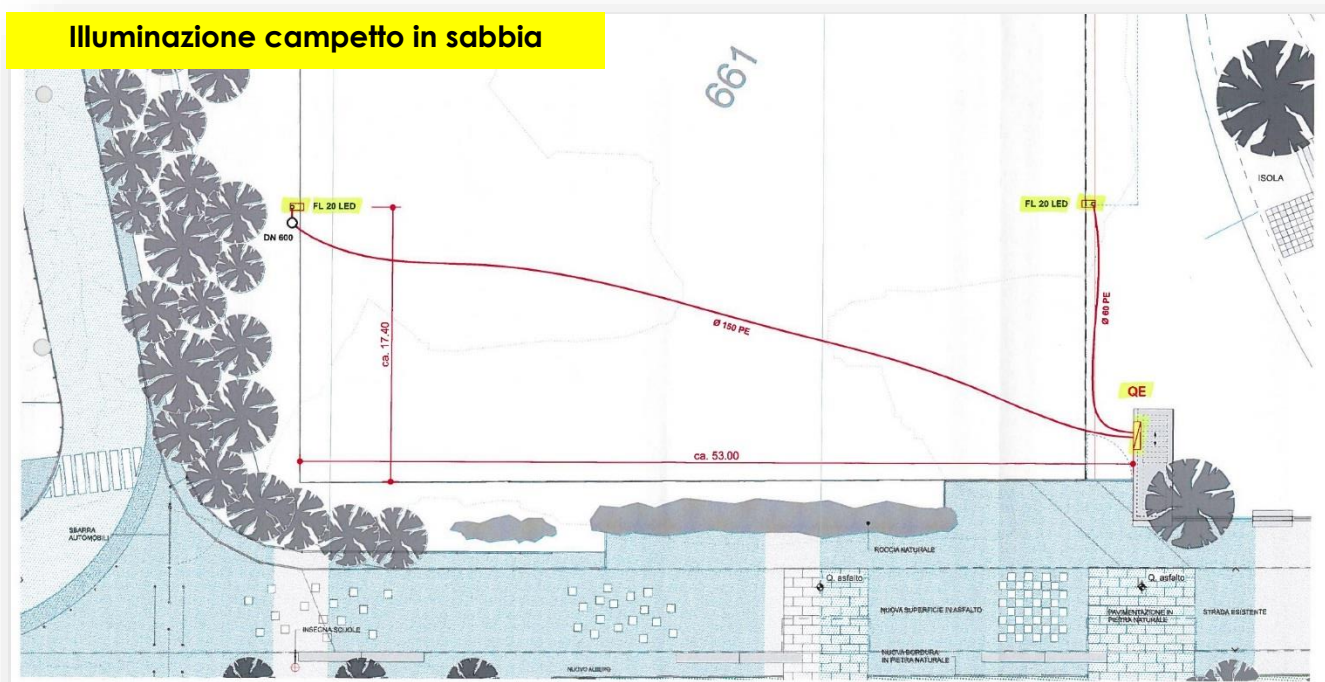 Illuminazione campetto in sabbia
661
ISOLA
FL 20 LED
FL 20 LED
DN 600
Ø 150 PE
Ø 60 PE
ca. 17.40
QE
ca. 53.00
SBARRA
AUTOMOBILI
ROCCIA NATURALE
Q. asfalto
Q. asfalto
NUOVA SUPERFICIE IN ASFALTO
PAVIMENTAZIONE IN
PIETRA NATURALE
STRADA ESISTENTE
INSEGNA SCUOLE
NUOVA BORDURA
IN PIETRA NATURALE
NUOVO ALBERO